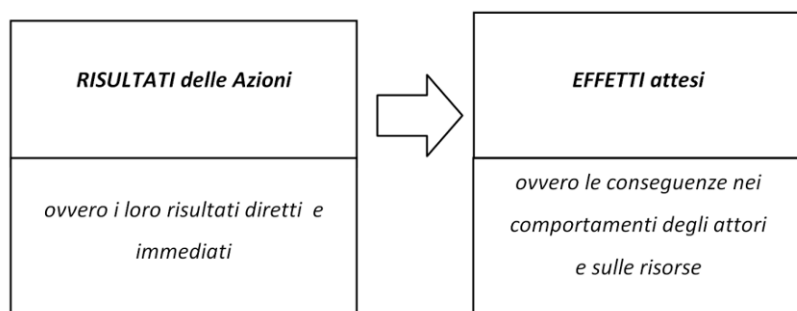 RISULTATI delle Azioni
ovvero i loro risultati diretti e
immediati
EFFETTI attesi
ovvero le conseguenze nei
comportamenti degli attori
e sulle risorse